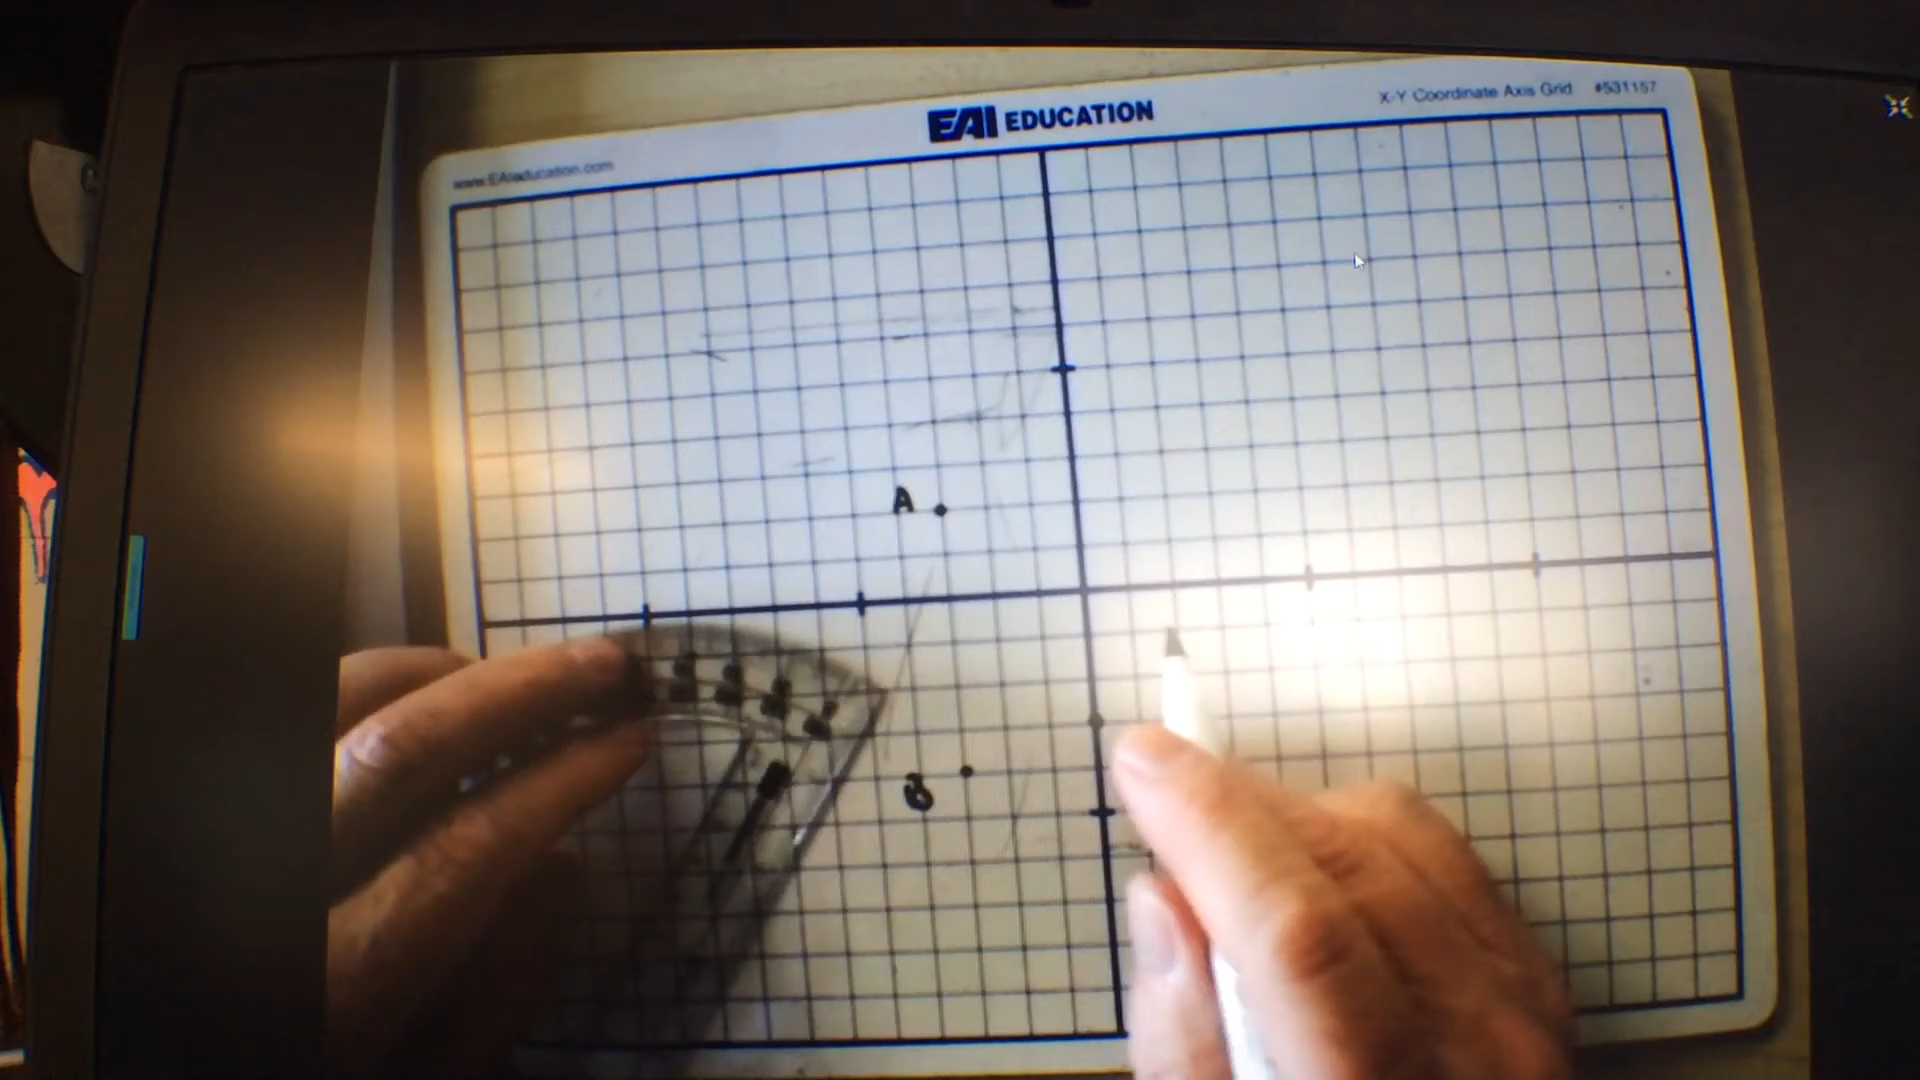 EAI EDUCATION
X-Y Coordinate Axis Grid #531157
www.EAIeducation.com
A
B